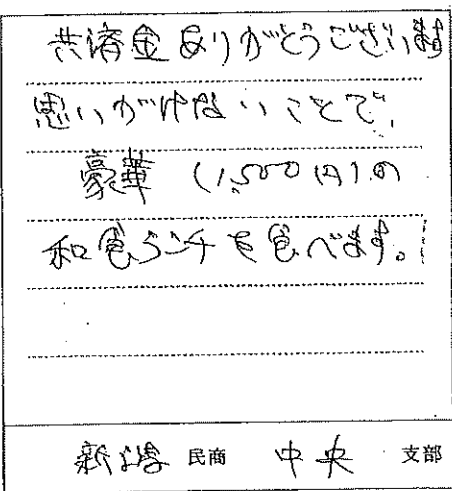 共済金ありがとうございます
思いがけないことで、
豪華(1,500円)の
和食ランチを食べます。
新潟 民商 中央 支部